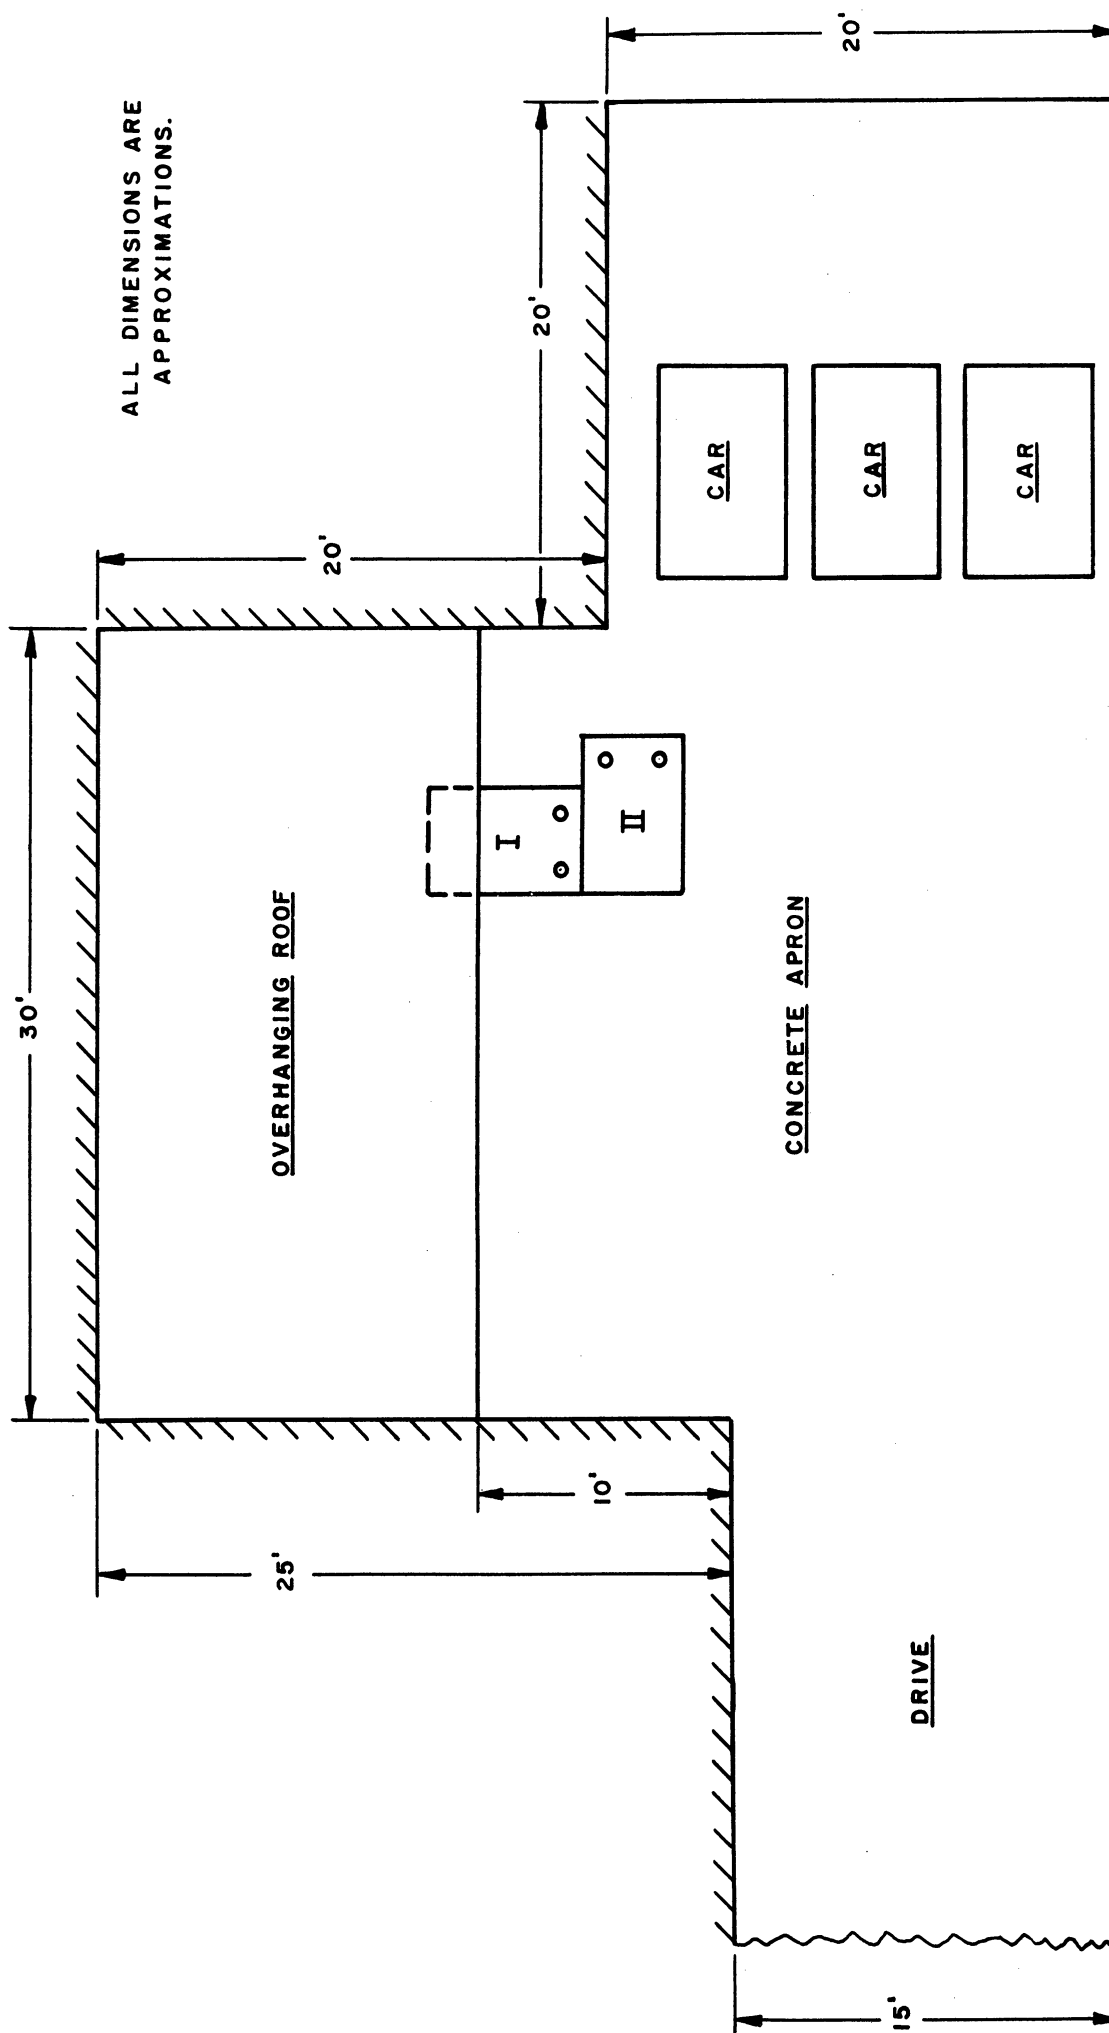 ALL DIMENSIONS ARE
APPROXIMATIONS.
30'
20'
20'
20'
25'
10'
15'
OVERHANGING ROOF
I
II
CONCRETE APRON
CAR
CAR
CAR
DRIVE